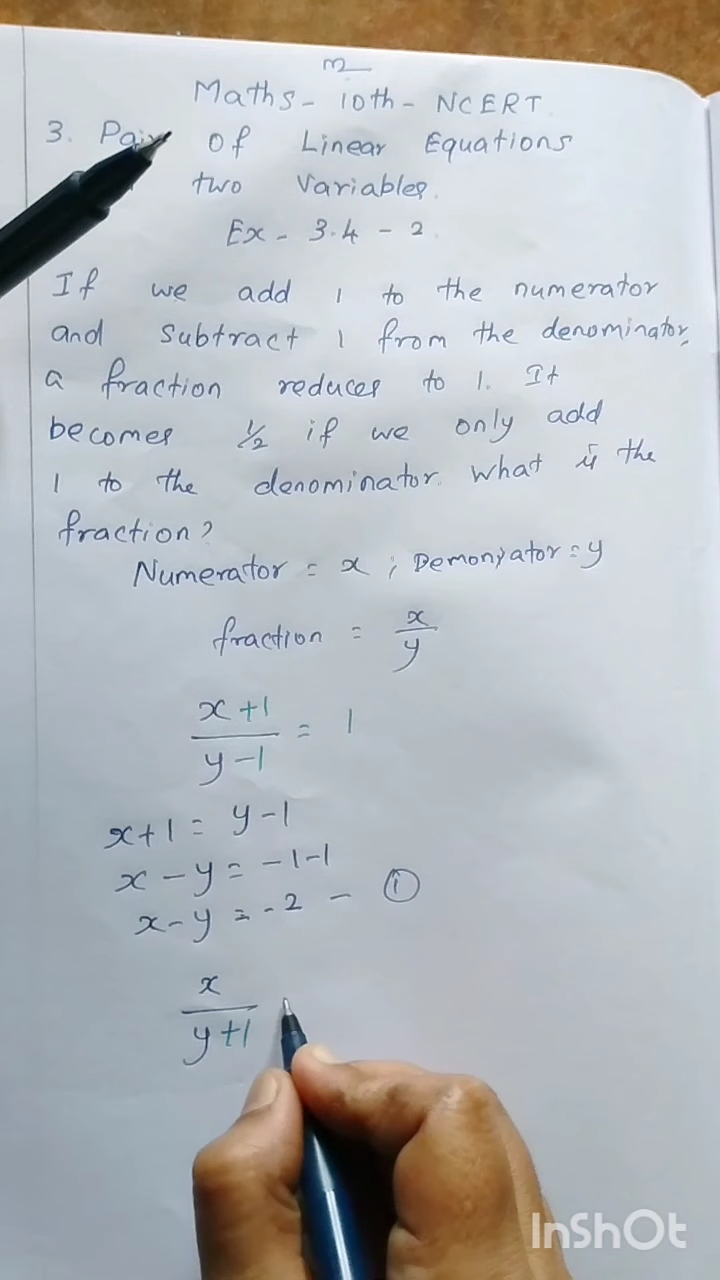 Maths - 10th - NCERT
3. Pair of Linear Equations
two Variables.
Ex - 3.4 - 2
If we add 1 to the numerator
and Subtract 1 from the denominator,
a fraction reduces to 1. It
becomes 1/2 if we only add
1 to the denominator. What is the
fraction?
Numerator = x ; = y
fraction = x/y
x+1/y-1 = 1
x+1 = y-1
x-y = -1-1
x-y = -2 - ①
x/y+1
InShOt